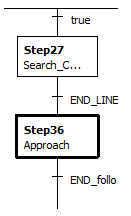 true
Step27
Search_C...
END_LINE
Step36
Approach
END_follo.